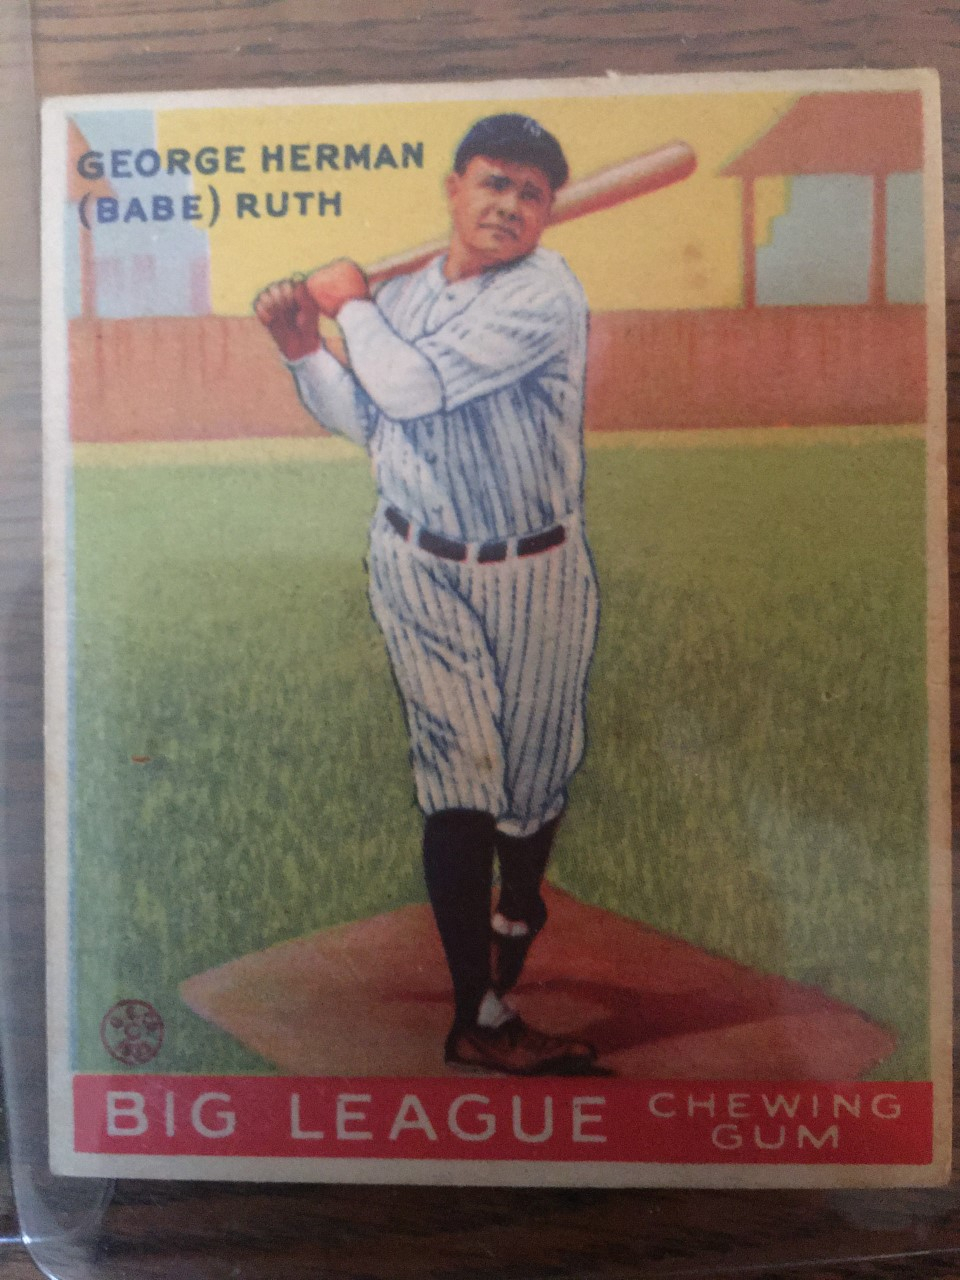 GEORGE HERMAN
(BABE) RUTH
BIG LEAGUE
CHEWING
GUM